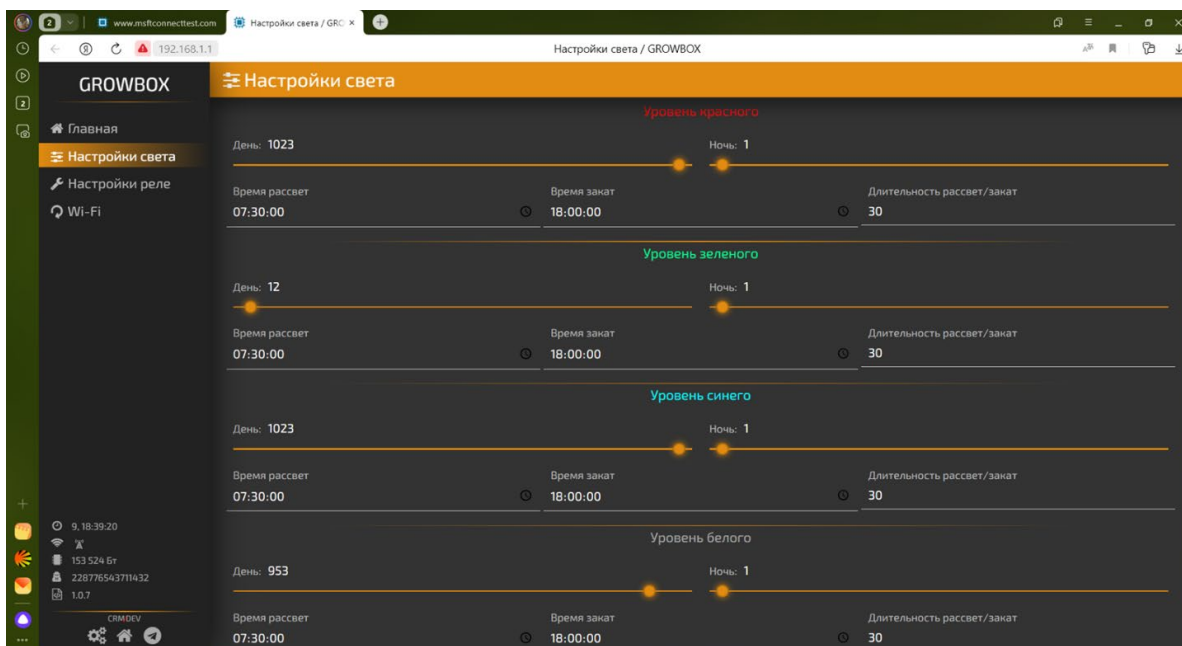 2
www.msftconnecttest.com
Настройки света / GRO
192.168.1.1
Настройки света / GROWBOX
2
GROWBOX
Настройки света
Главная
Настройки света
Настройки реле
Wi-Fi
Уровень красного
День: 1023
Ночь: 1
Время рассвет
Время закат
Длительность рассвет/закат
07:30:00
18:00:00
30
Уровень зеленого
День: 12
Ночь: 1
Время рассвет
Время закат
Длительность рассвет/закат
07:30:00
18:00:00
30
Уровень синего
День: 1023
Ночь: 1
Время рассвет
Время закат
Длительность рассвет/закат
07:30:00
18:00:00
30
Уровень белого
День: 953
Ночь: 1
Время рассвет
Время закат
Длительность рассвет/закат
07:30:00
18:00:00
30
9, 18:39:20
153 524 Бт
228776543711432
1.0.7
CRMDEV